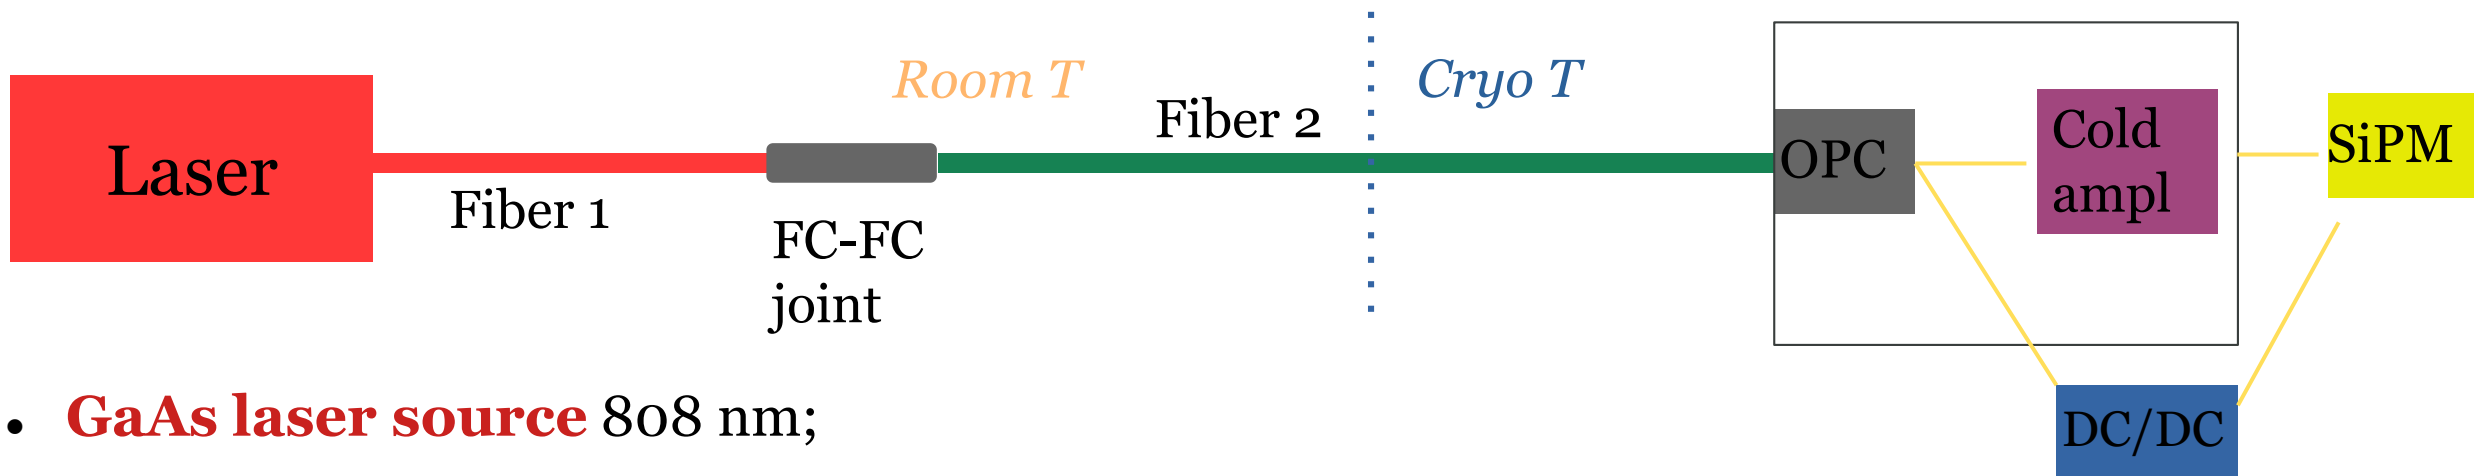 Room T
Cryo T
Laser
Fiber 1
FC-FC
joint
Fiber 2
OPC
Cold
ampl
SiPM
DC/DC
• GaAs laser source 808 nm;